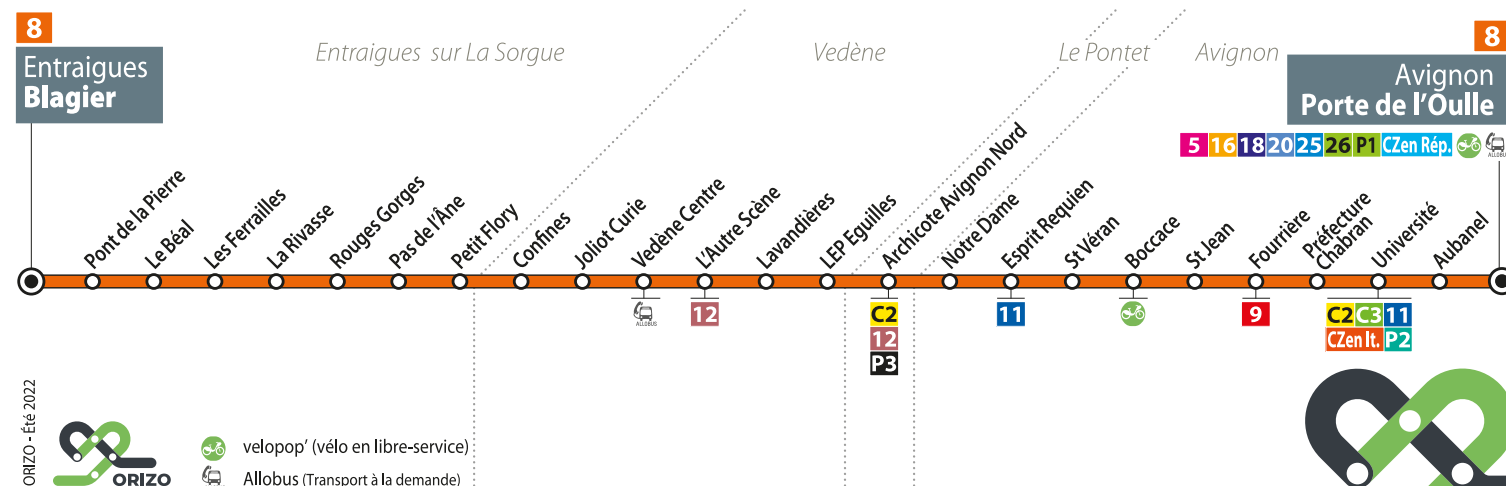 8
Entraigues
Blagier
Entraigues sur La Sorgue
Vedène
Le Pontet
Avignon
8
Avignon
Porte de l'Oulle
5 16 18 20 25 26 P1 CZen Rép.
ALLOBUS
Pont de la Pierre
Le Béal
Les Ferrailles
La Rivasse
Rouges Gorges
Pas de l'Âne
Petit Flory
Confines
Joliot Curie
Vedène Centre
L'Autre Scène
Lavandières
LEP Eguilles
Archicote Avignon Nord
Notre Dame
Esprit Requien
St Véran
Boccace
St Jean
Fourrière
Préfecture
Chabran
Université
Aubanel
ALLOBUS
12
C2
12
P3
11
9
C2 C3 11
CZen It. P2
ORIZO - Été 2022
ORIZO
velopop' (vélo en libre-service)
Allobus (Transport à la demande)